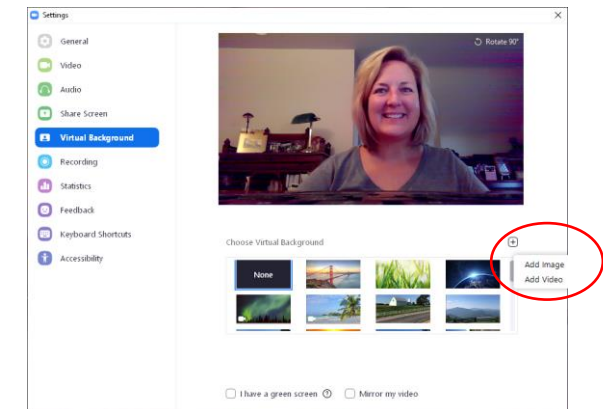 Settings
General
Video
Audio
Share Screen
Virtual Background
Recording
Statistics
Feedback
Keyboard Shortcuts
Accessibility
Rotate 90°
Choose Virtual Background
Add Image
Add Video
None
I have a green screen
Mirror my video